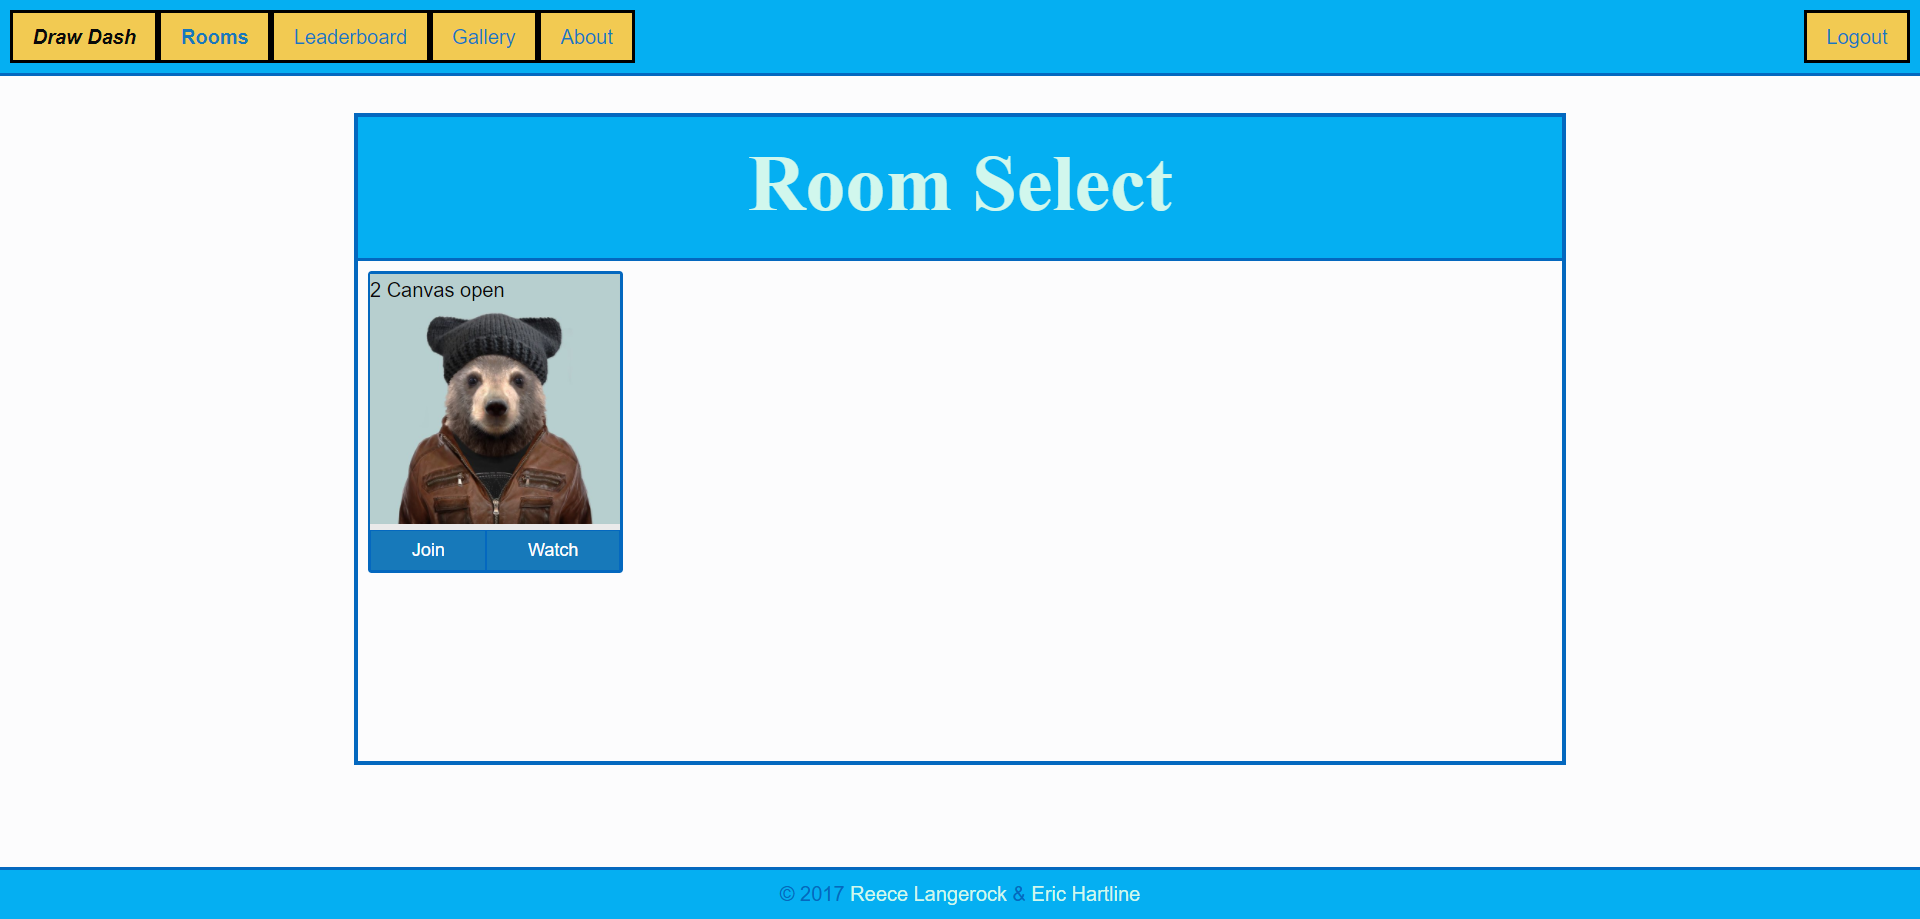 Draw Dash Rooms Leaderboard Gallery About Logout
Room Select
2 Canvas open
Join Watch
© 2017 Reece Langerock & Eric Hartline